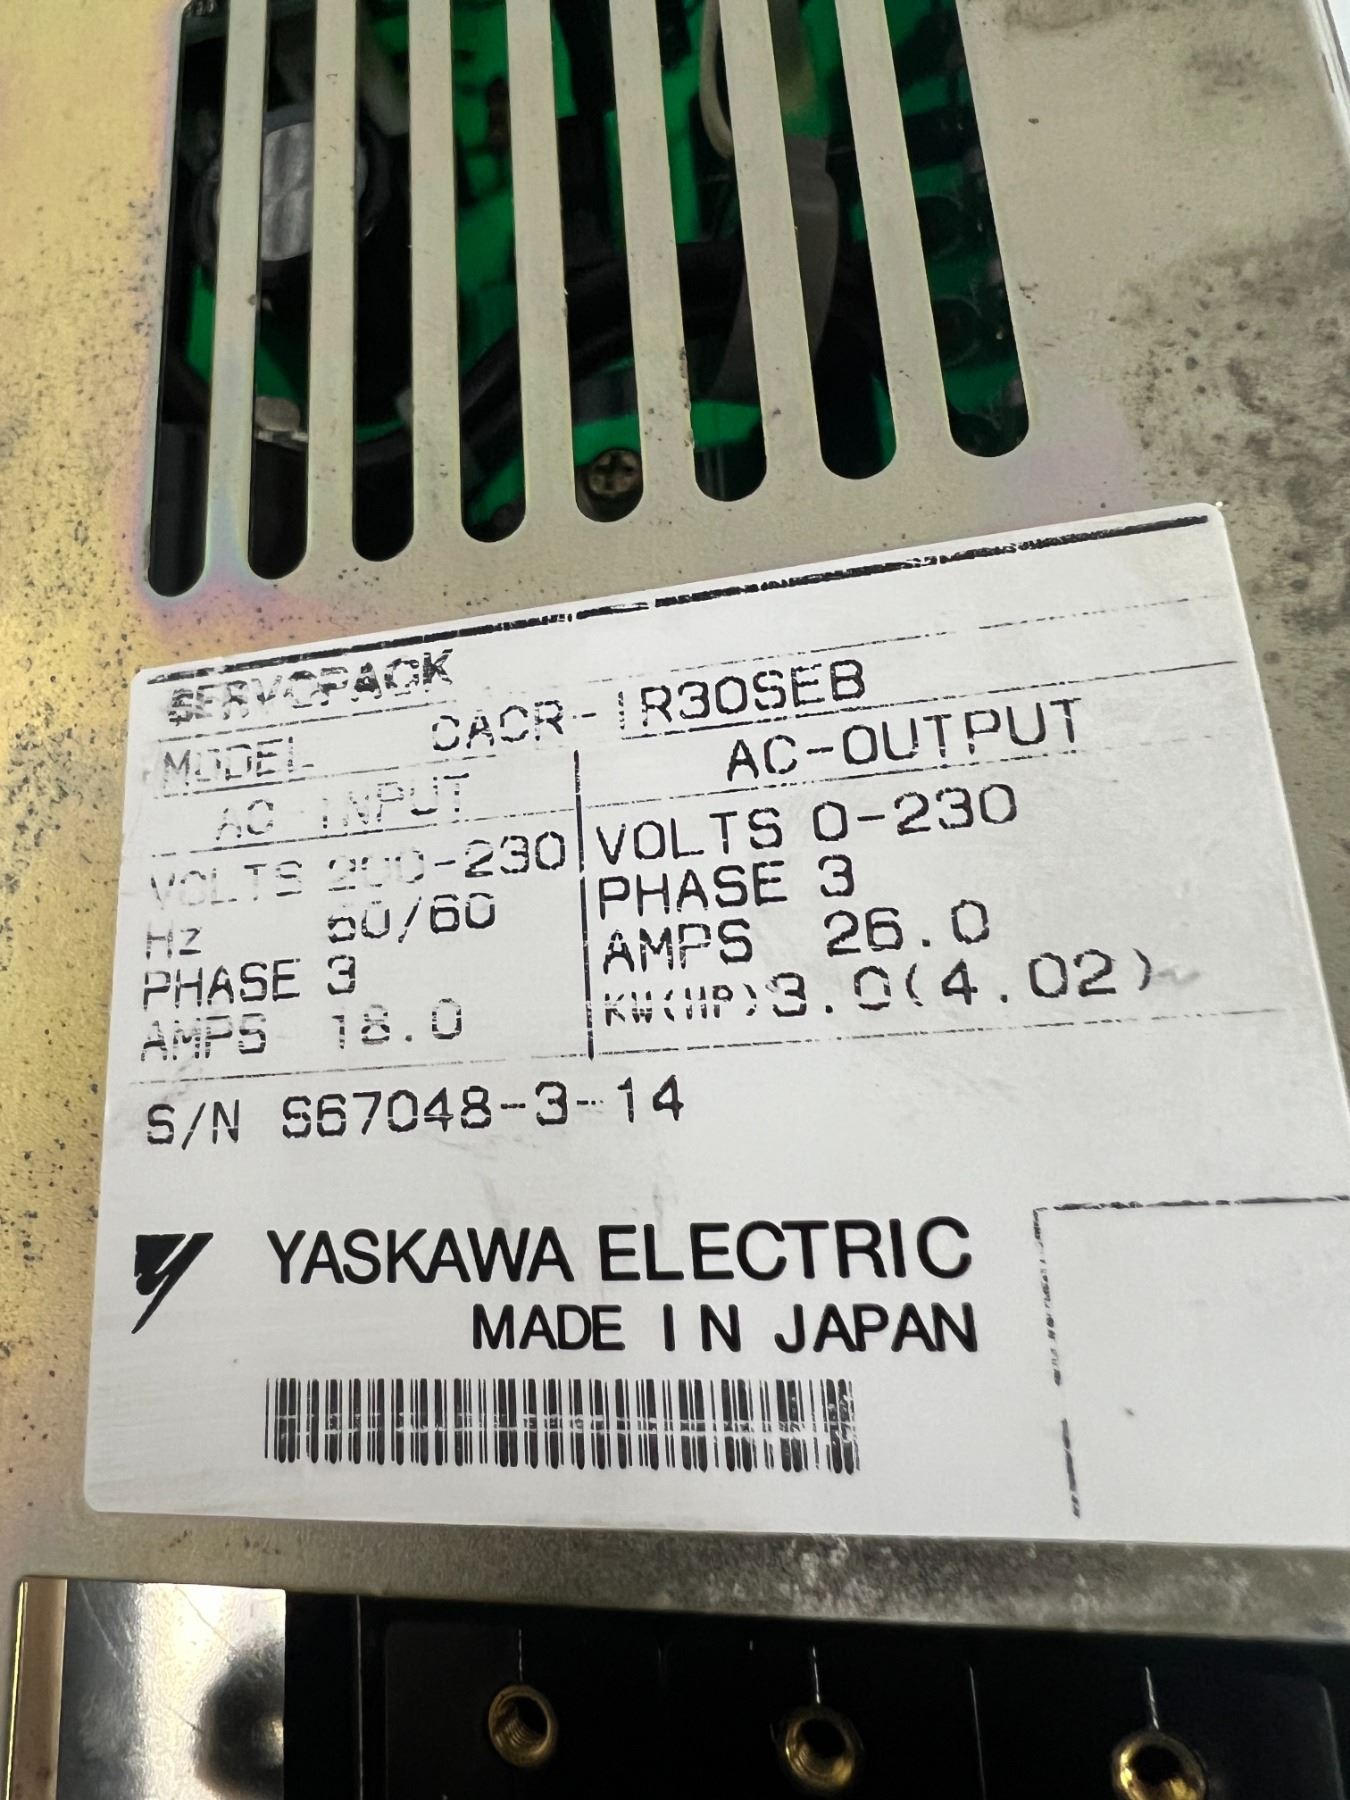 SERVOPACK
MODEL CACR-IR30SEB
AC-INPUT
VOLTS 200-230
Hz 50/60
PHASE 3
AMPS 18.0
AC-OUTPUT
VOLTS 0-230
PHASE 3
AMPS 26.0
KW(HP)3.0(4.02)
S/N S67048-3-14
YASKAWA ELECTRIC
MADE IN JAPAN